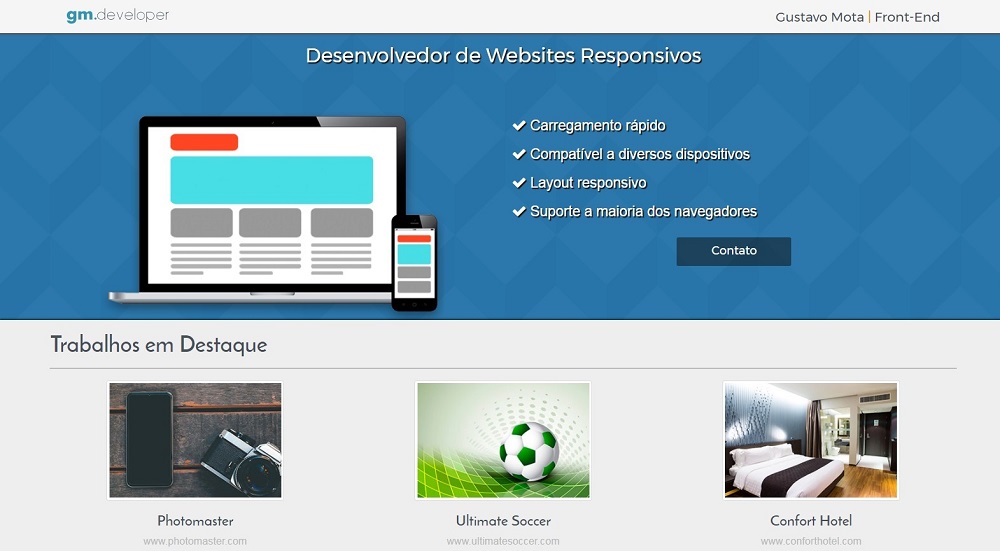 gm.developer
Gustavo Mota | Front-End
Desenvolvedor de Websites Responsivos
Carregamento rápido
Compatível a diversos dispositivos
Layout responsivo
Suporte a maioria dos navegadores
Contato
Trabalhos em Destaque
Photomaster
www.photomaster.com
Ultimate Soccer
www.ultimatesoccer.com
Confort Hotel
www.conforthotel.com